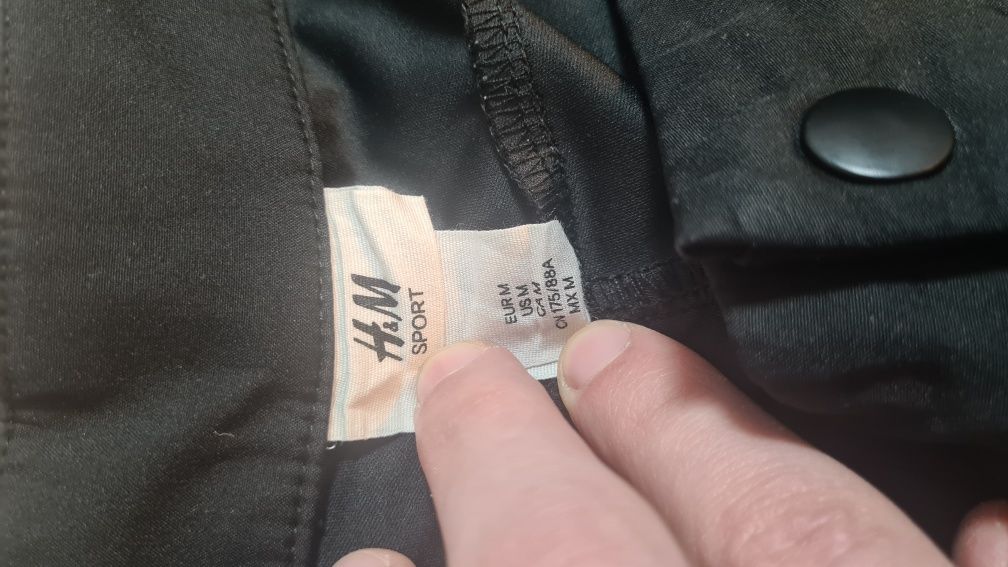 H&M
SPORT
EUR M
US M
CA M
CN 175/88A
MX M